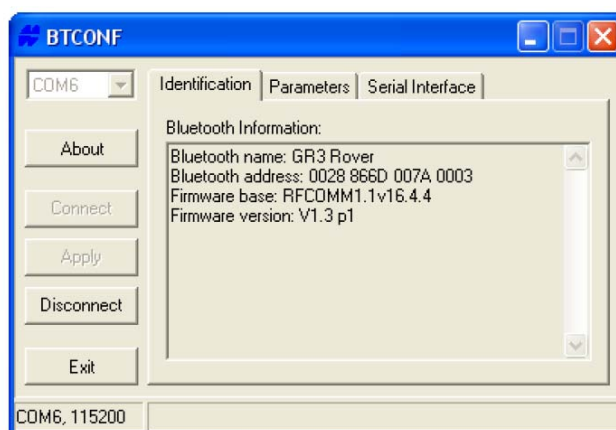 BTCONF
COM6
Identification
Parameters
Serial Interface
About
Connect
Apply
Disconnect
Exit
Bluetooth Information:
Bluetooth name: GR3 Rover
Bluetooth address: 0028 866D 007A 0003
Firmware base: RFCOMM1.1v16.4.4
Firmware version: V1.3 p1
COM6, 115200